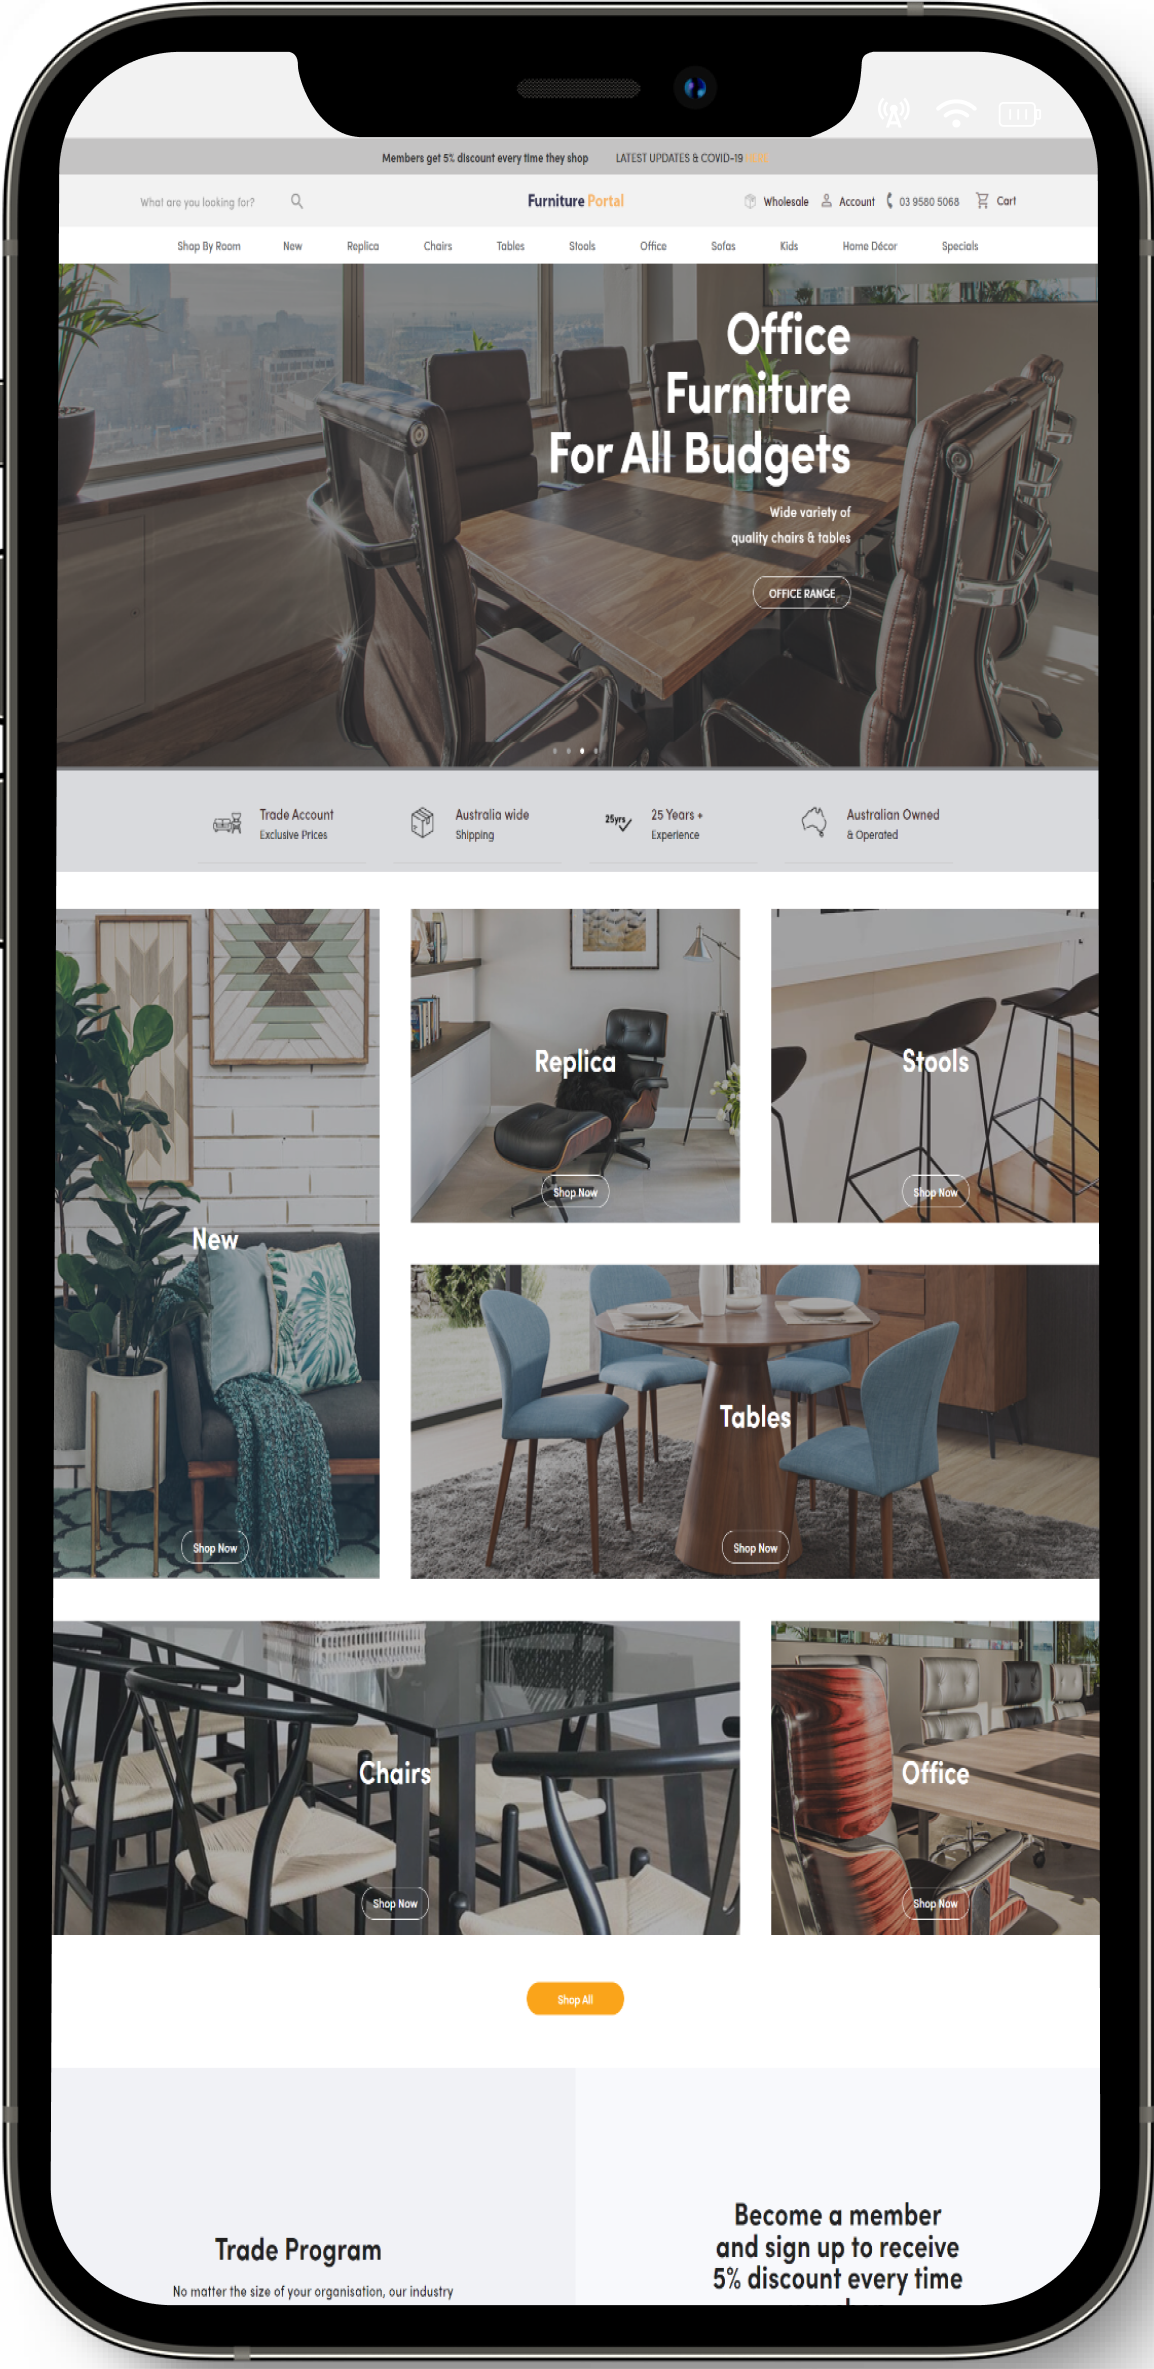 Members get 5% discount every time they shop LATEST UPDATES & COVID-19
What are you looking for? Furniture Portal Wholesale Account 03 9580 5068 Cart
Shop By Room New Replica Chairs Tables Stools Office Sofas Kids Home Décor Specials
Office
Furniture
For All Budgets
Wide variety of
quality chairs & tables
OFFICE RANGE
Trade Account
Exclusive Prices
Australia wide
Shipping
25yrs
25 Years +
Experience
Australian Owned
& Operated
Replica
Shop Now
Stools
Shop Now
New
Shop Now
Tables
Shop Now
Chairs
Shop Now
Office
Shop Now
Shop All
Trade Program
No matter the size of your organisation, our industry
Become a member
and sign up to receive
5% discount every time